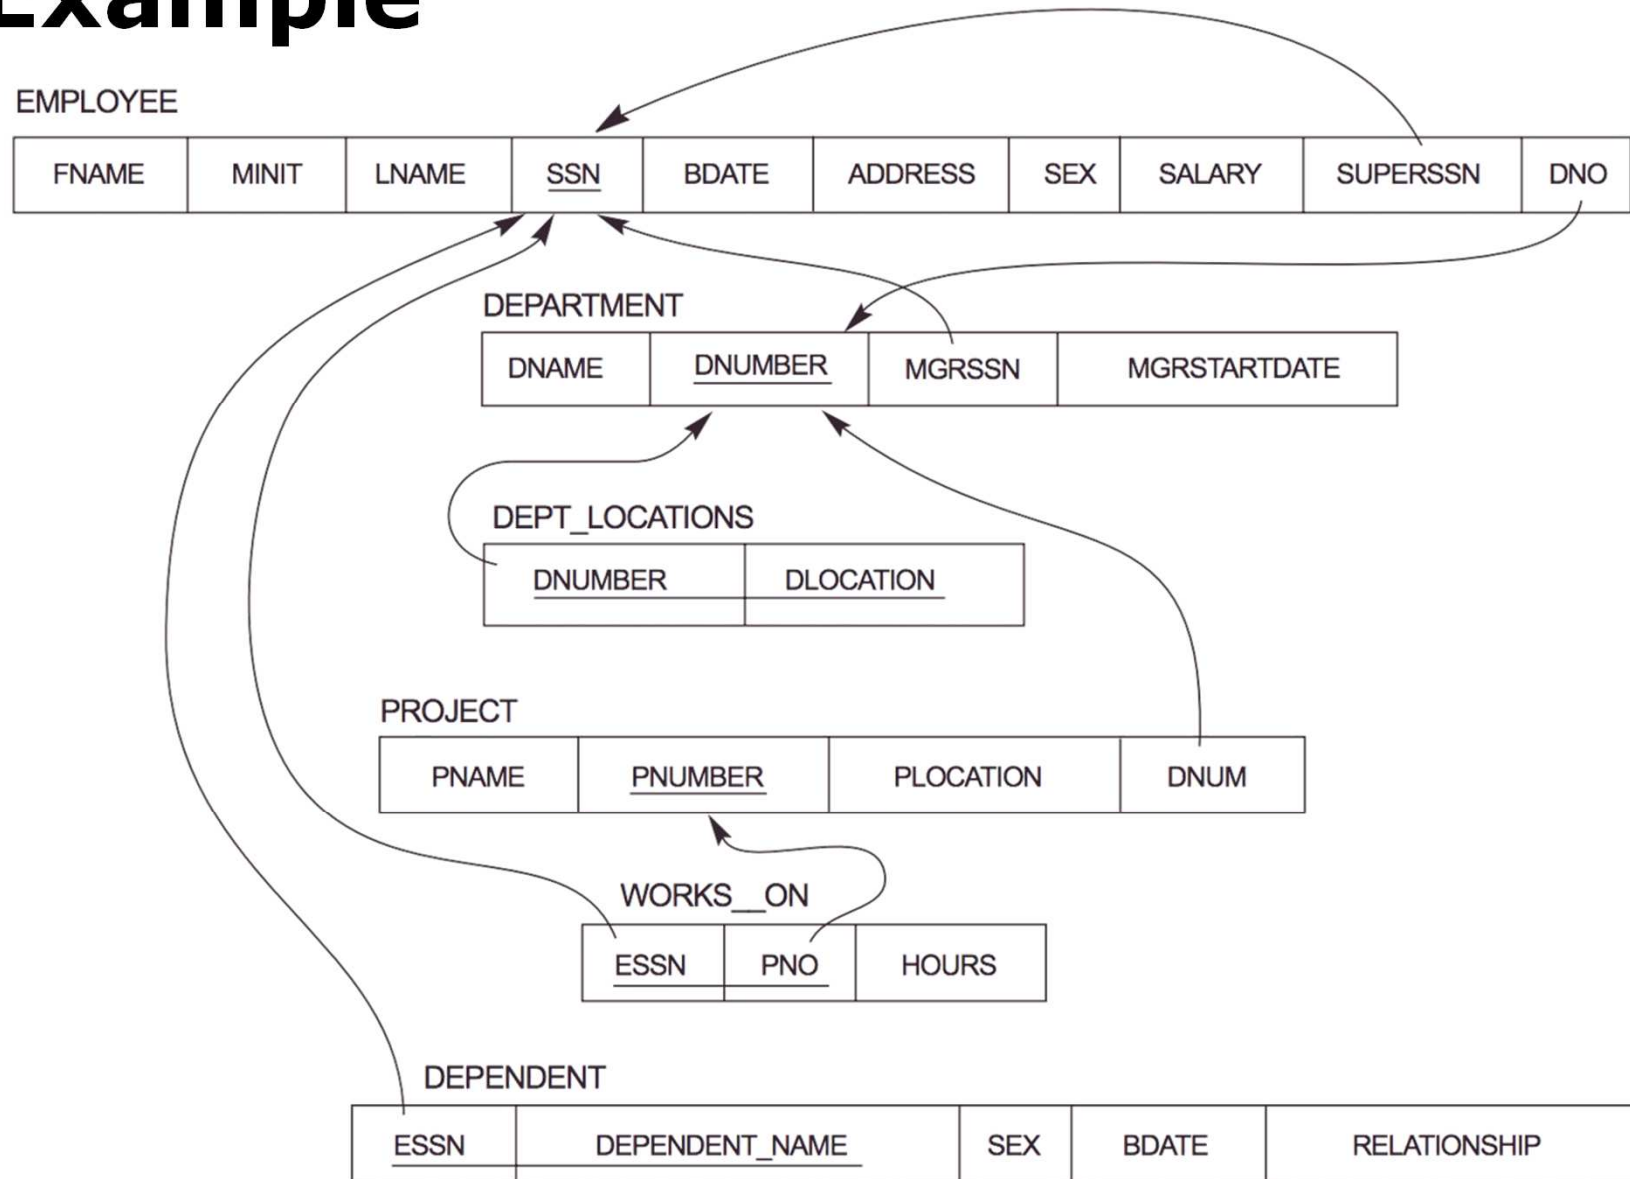 Example
EMPLOYEE
FNAME MINIT LNAME SSN BDATE ADDRESS SEX SALARY SUPERSSN DNO
DEPARTMENT
DNAME DNUMBER MGRSSN MGRSTARTDATE
DEPT_LOCATIONS
DNUMBER DLOCATION
PROJECT
PNAME PNUMBER PLOCATION DNUM
WORKS__ON
ESSN PNO HOURS
DEPENDENT
ESSN DEPENDENT_NAME SEX BDATE RELATIONSHIP